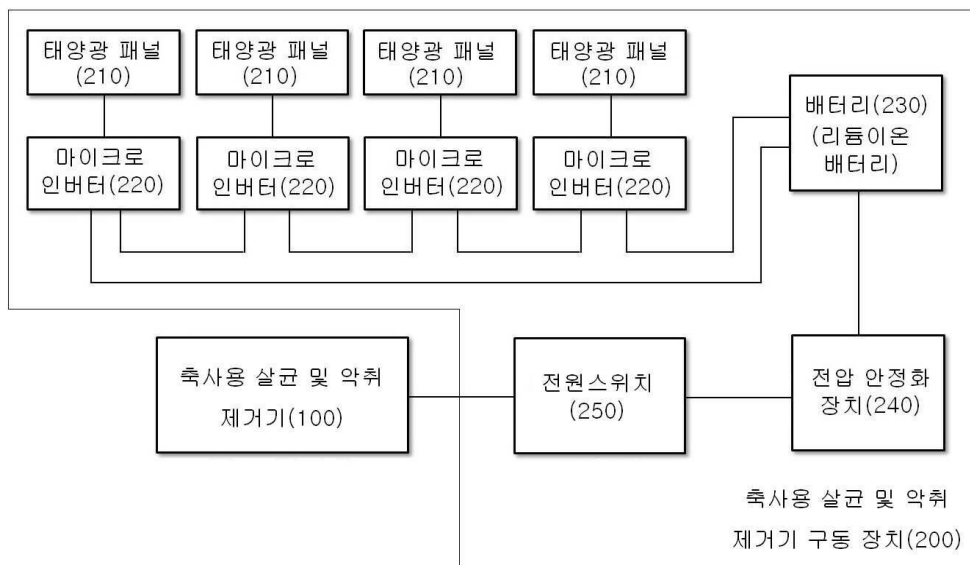 태양광 패널
(210)
태양광 패널
(210)
태양광 패널
(210)
태양광 패널
(210)
마이크로
인버터(220)
마이크로
인버터(220)
마이크로
인버터(220)
마이크로
인버터(220)
배터리(230)
(리튬이온
배터리)
축사용 살균 및 악취
제거기(100)
전원스위치
(250)
전압 안정화
장치(240)
축사용 살균 및 악취
제거기 구동 장치(200)